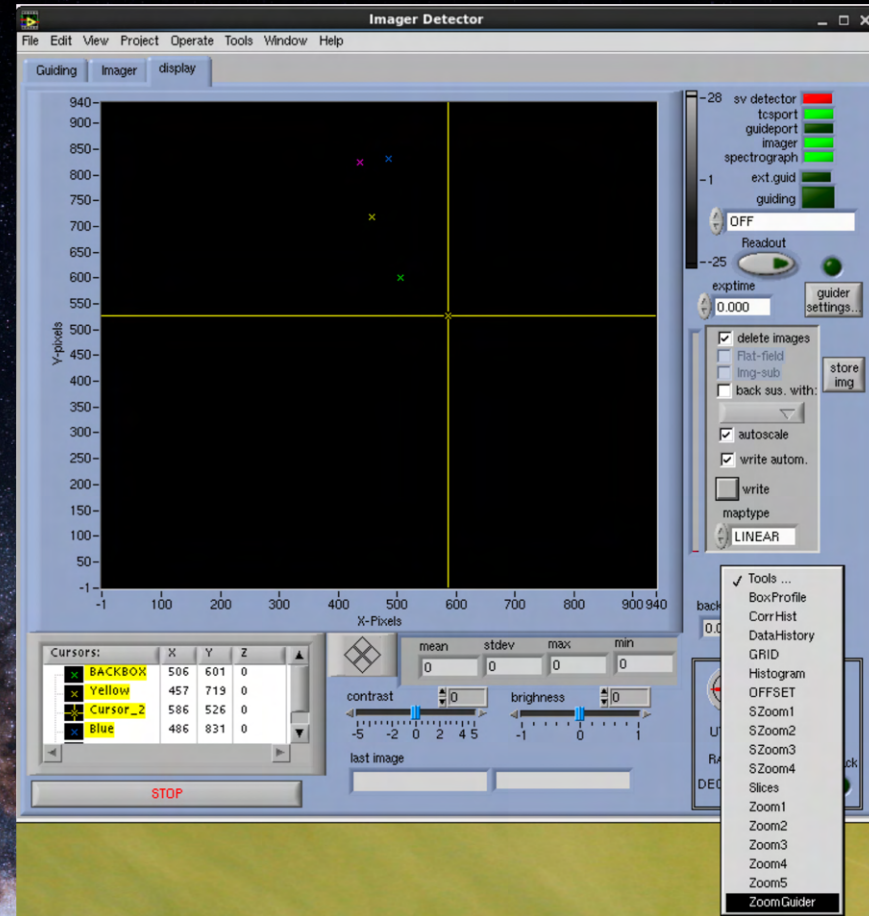 Imager Detector
File Edit View Project Operate Tools Window Help
Guiding Imager display
940
900
850
800
750
700
650
600
550
500
450
400
350
300
250
200
150
100
50
-1
Y-pixels
-1 100 200 300 400 500 600 700 800 900 940
X-Pixels
-28
-1
--25
sv detector
tcsport
guideport
imager
spectrograph
ext.guid
guiding
OFF
Readout
exptime
0.000
guider
settings...
delete images
Flat-field
Img-sub
back sus. with:
autoscale
write autom.
write
maptype
LINEAR
store
img
Cursors: X Y Z
BACKBOX 506 601 0
Yellow 457 719 0
Cursor_2 586 526 0
Blue 486 831 0
STOP
mean stdev max min
0 0 0 0
contrast 0
-5 -2 0 2 4 5
brighness 0
-1 0 1
last image
back
0.0
Tools ...
BoxProfile
CorrHist
DataHistory
GRID
Histogram
OFFSET
SZoom1
SZoom2
SZoom3
SZoom4
Slices
Zoom1
Zoom2
Zoom3
Zoom4
Zoom5
ZoomGuider